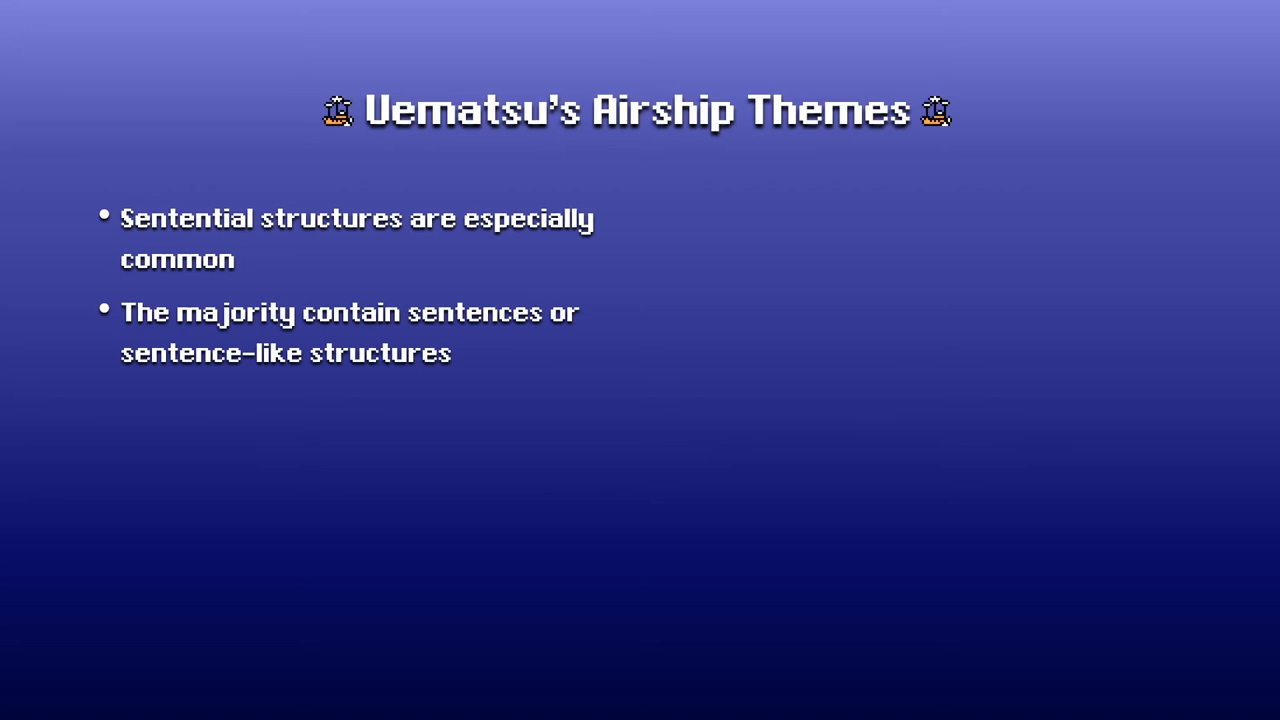 Uematsu's Airship Themes
• Sentential structures are especially
common
• The majority contain sentences or
sentence-like structures